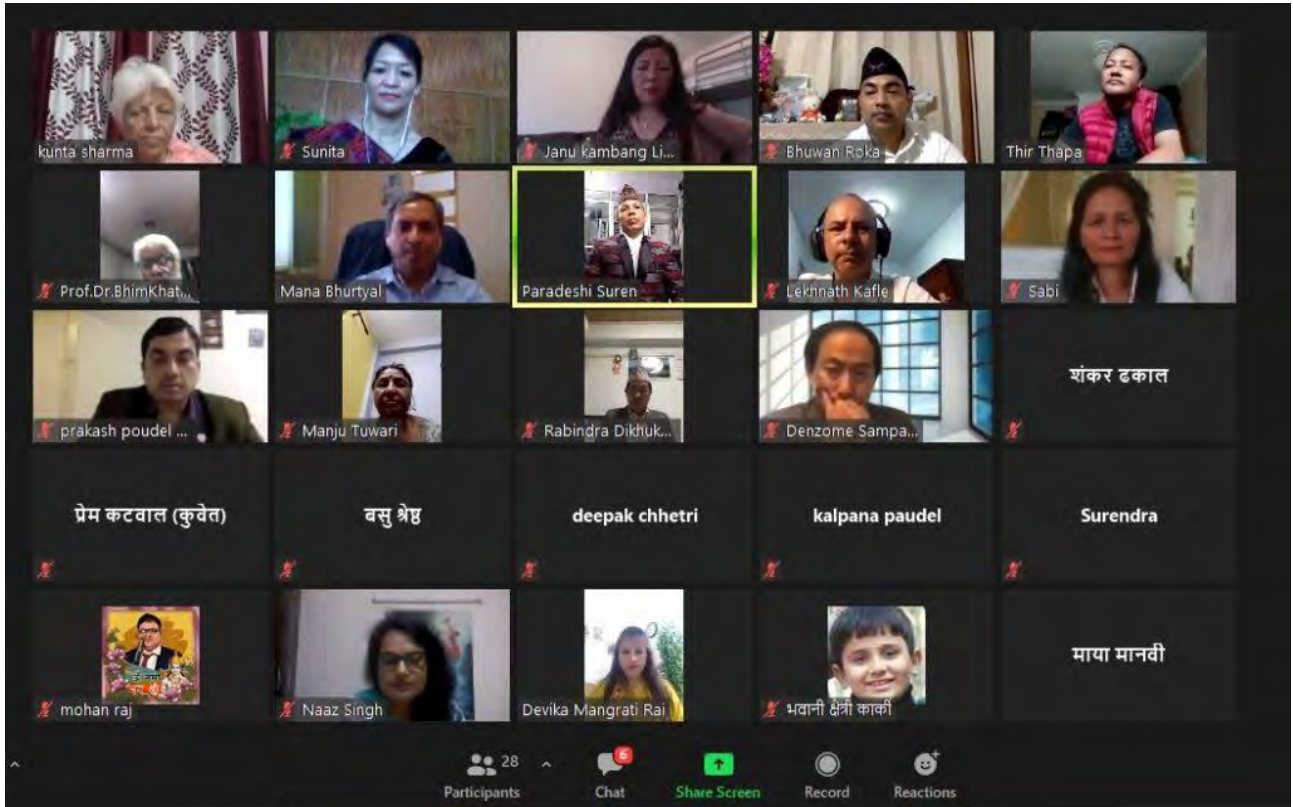 kunta sharma
Sunita
Janu kambang Li...
Bhuwan Roka
Thir Thapa
Prof.Dr.BhimKhat...
Mana Bhurtyal
Paradeshi Suren
Lekhnath Kafle
Sabi
prakash poudel ...
Manju Tuwari
Rabindra Dikhuk...
Denzome Sampa...
शंकर ढकाल
प्रेम कटवाल (कुवेत)
बसु श्रेष्ठ
deepak chhetri
kalpana paudel
Surendra
mohan raj
Naaz Singh
Devika Mangrati Rai
भवानी क्षेत्री कार्की
माया मानवी
28
6
Participants
Chat
Share Screen
Record
Reactions